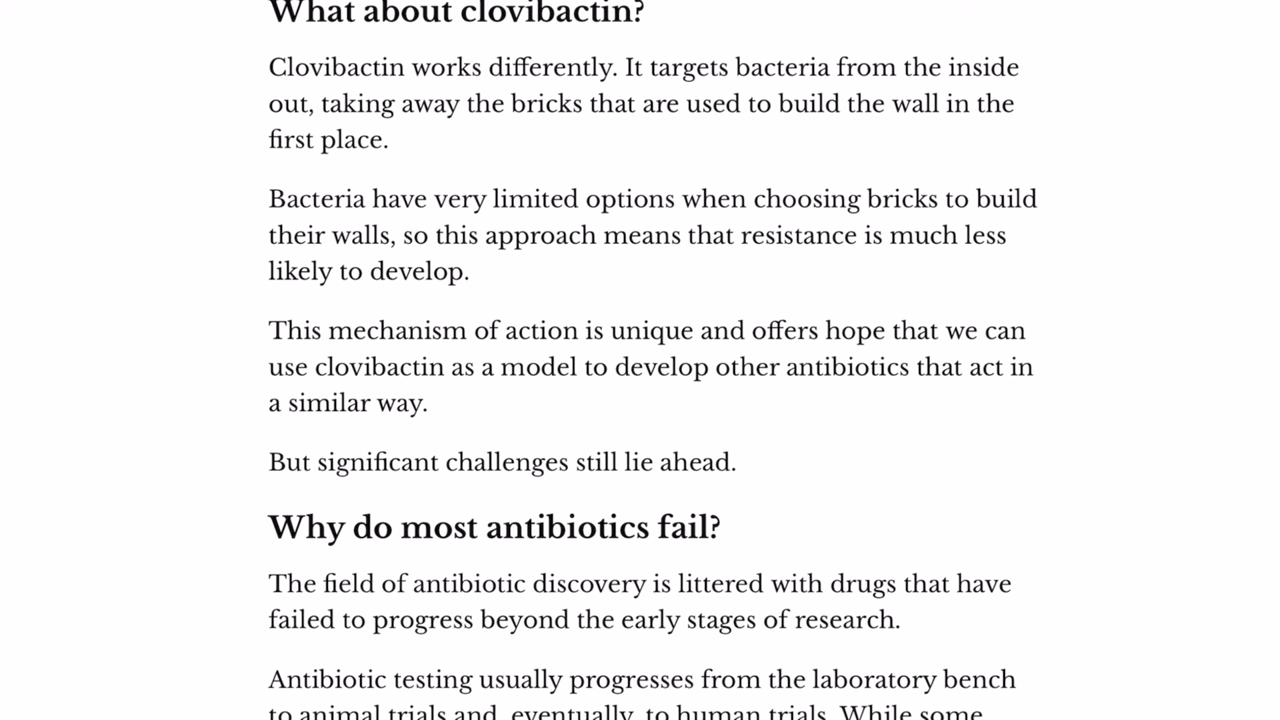 What about clovibactin?
Clovibactin works differently. It targets bacteria from the inside
out, taking away the bricks that are used to build the wall in the
first place.
Bacteria have very limited options when choosing bricks to build
their walls, so this approach means that resistance is much less
likely to develop.
This mechanism of action is unique and offers hope that we can
use clovibactin as a model to develop other antibiotics that act in
a similar way.
But significant challenges still lie ahead.
Why do most antibiotics fail?
The field of antibiotic discovery is littered with drugs that have
failed to progress beyond the early stages of research.
Antibiotic testing usually progresses from the laboratory bench
to animal trials and, eventually, to human trials. While some